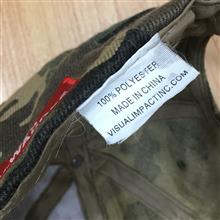 100% POLYESTER
MADE IN CHINA
VISUALIMPACTINC.COM